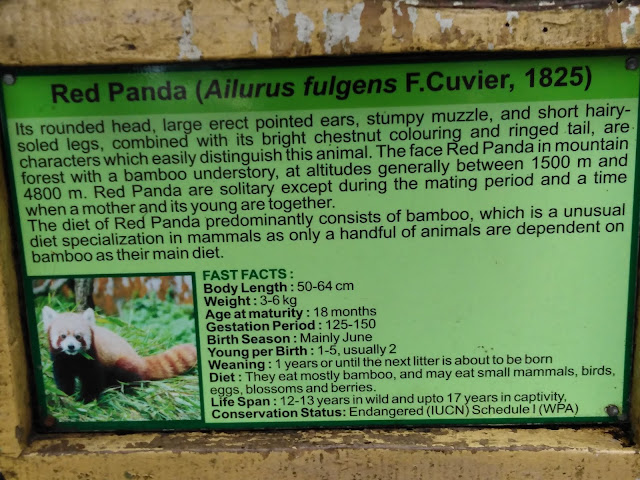 Red Panda (Ailurus fulgens F.Cuvier, 1825)
Its rounded head, large erect pointed ears, stumpy muzzle, and short hairy-
soled legs, combined with its bright chestnut colouring and ringed tail, are
characters which easily distinguish this animal. The face Red Panda in mountain
forest with a bamboo understory, at altitudes generally between 1500 m and
4800 m. Red Panda are solitary except during the mating period and a time
when a mother and its young are together.
The diet of Red Panda predominantly consists of bamboo, which is a unusual
diet specialization in mammals as only a handful of animals are dependent on
bamboo as their main diet.
FAST FACTS :
Body Length : 50-64 cm
Weight : 3-6 kg
Age at maturity : 18 months
Gestation Period : 125-150
Birth Season : Mainly June
Young per Birth : 1-5, usually 2
Weaning : 1 years or until the next litter is about to be born
Diet : They eat mostly bamboo, and may eat small mammals, birds,
eggs, blossoms and berries.
Life Span : 12-13 years in wild and upto 17 years in captivity,
Conservation Status: Endangered (IUCN) Schedule I (WPA)